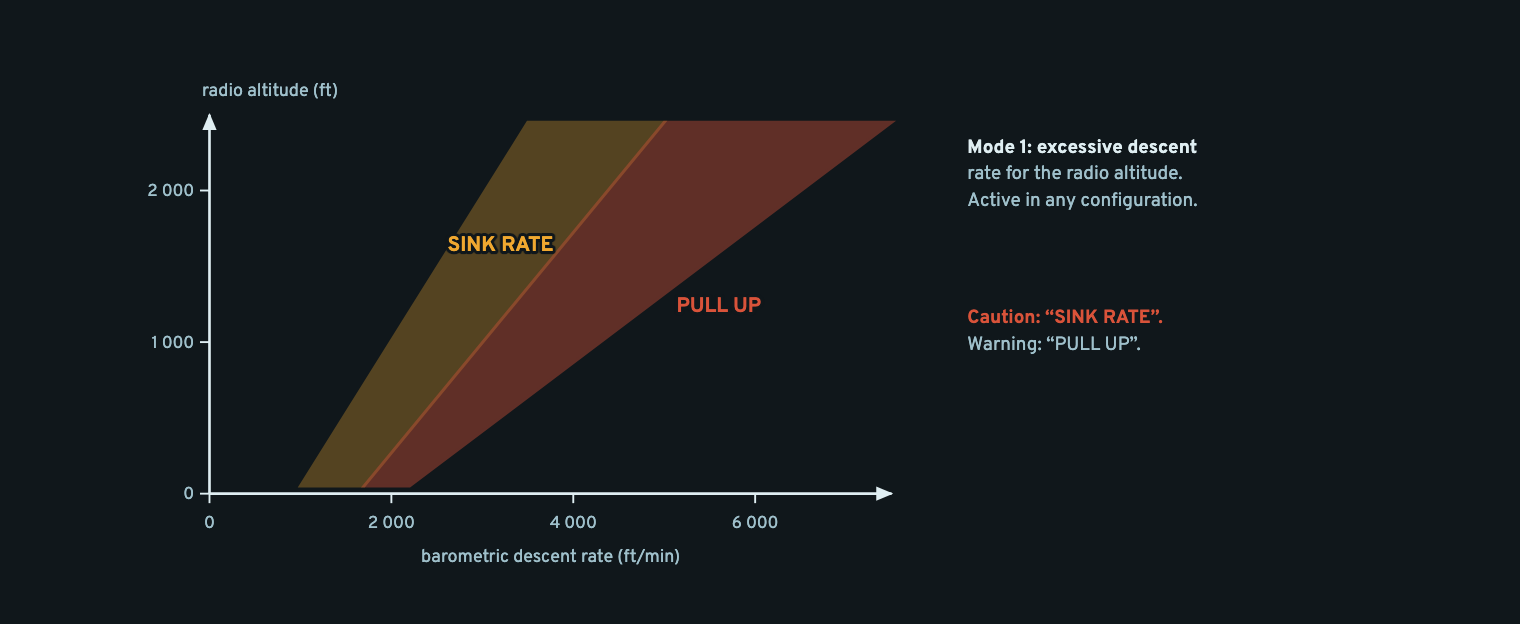 radio altitude (ft)
2 000
1 000
0
0
2 000
4 000
6 000
barometric descent rate (ft/min)
SINK RATE
PULL UP
Mode 1: excessive descent
rate for the radio altitude.
Active in any configuration.
Caution: “SINK RATE”.
Warning: “PULL UP”.